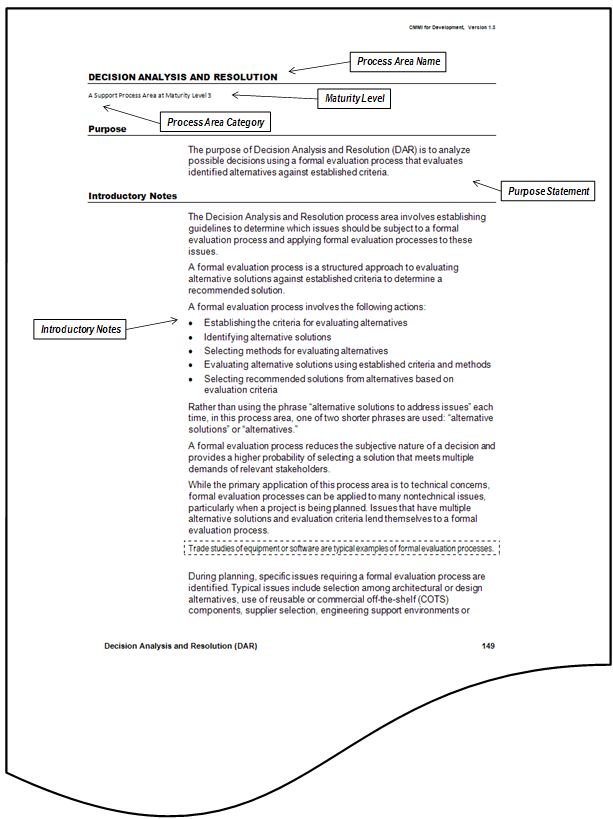 CMMI for Development, Version 1.3
Process Area Name
DECISION ANALYSIS AND RESOLUTION
A Support Process Area at Maturity Level 3
Maturity Level
Process Area Category
Purpose
The purpose of Decision Analysis and Resolution (DAR) is to analyze
possible decisions using a formal evaluation process that evaluates
identified alternatives against established criteria.
Purpose Statement
Introductory Notes
The Decision Analysis and Resolution process area involves establishing
guidelines to determine which issues should be subject to a formal
evaluation process and applying formal evaluation processes to these
issues.
A formal evaluation process is a structured approach to evaluating
alternative solutions against established criteria to determine a
recommended solution.
A formal evaluation process involves the following actions:
Introductory Notes
• Establishing the criteria for evaluating alternatives
• Identifying alternative solutions
• Selecting methods for evaluating alternatives
• Evaluating alternative solutions using established criteria and methods
• Selecting recommended solutions from alternatives based on
evaluation criteria
Rather than using the phrase “alternative solutions to address issues” each
time, in this process area, one of two shorter phrases are used: “alternative
solutions” or “alternatives.”
A formal evaluation process reduces the subjective nature of a decision and
provides a higher probability of selecting a solution that meets multiple
demands of relevant stakeholders.
While the primary application of this process area is to technical concerns,
formal evaluation processes can be applied to many nontechnical issues,
particularly when a project is being planned. Issues that have multiple
alternative solutions and evaluation criteria lend themselves to a formal
evaluation process.
Trade studies of equipment or software are typical examples of formal evaluation processes.
During planning, specific issues requiring a formal evaluation process are
identified. Typical issues include selection among architectural or design
alternatives, use of reusable or commercial off-the-shelf (COTS)
components, supplier selection, engineering support environments or
Decision Analysis and Resolution (DAR) 149